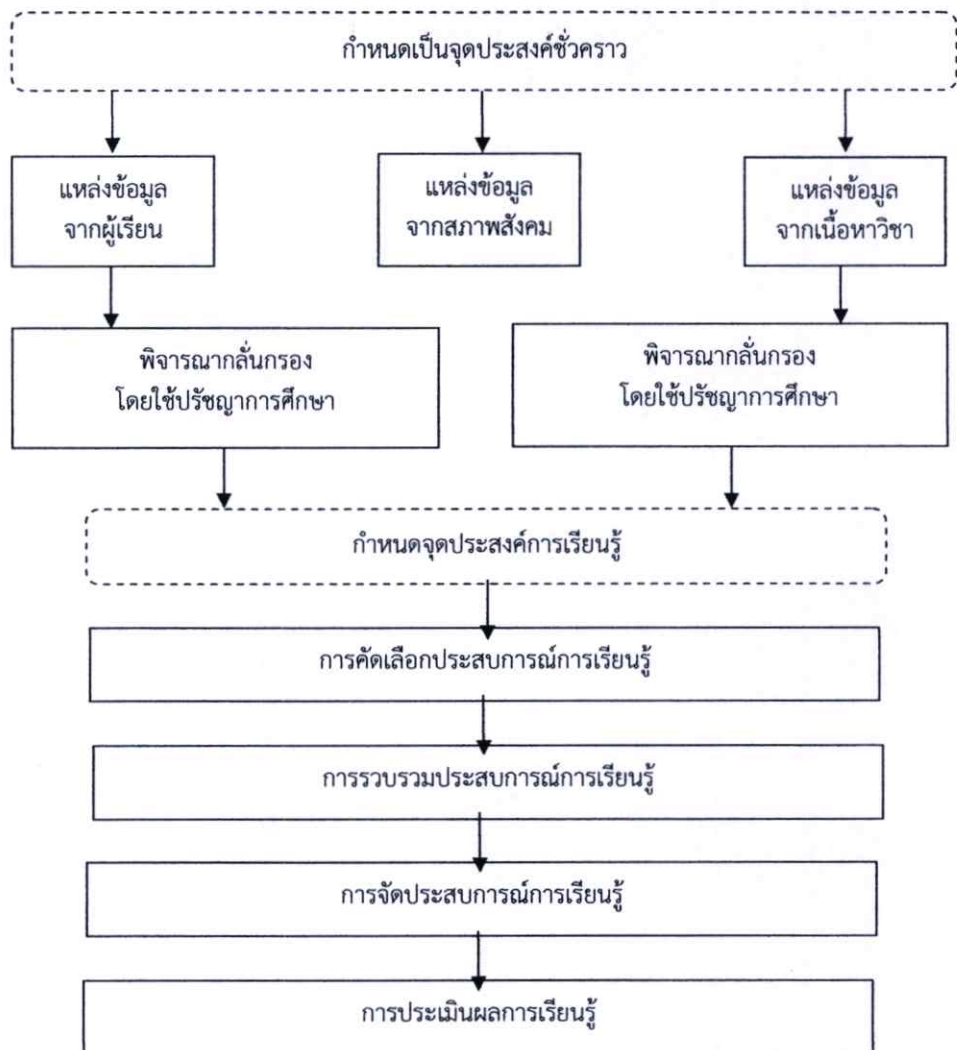 กำหนดเป็นจุดประสงค์ชั่วคราว
แหล่งข้อมูล
จากผู้เรียน
แหล่งข้อมูล
จากสภาพสังคม
แหล่งข้อมูล
จากเนื้อหาวิชา
พิจารณากลั่นกรอง
โดยใช้ปรัชญาการศึกษา
พิจารณากลั่นกรอง
โดยใช้ปรัชญาการศึกษา
กำหนดจุดประสงค์การเรียนรู้
การคัดเลือกประสบการณ์การเรียนรู้
การรวบรวมประสบการณ์การเรียนรู้
การจัดประสบการณ์การเรียนรู้
การประเมินผลการเรียนรู้